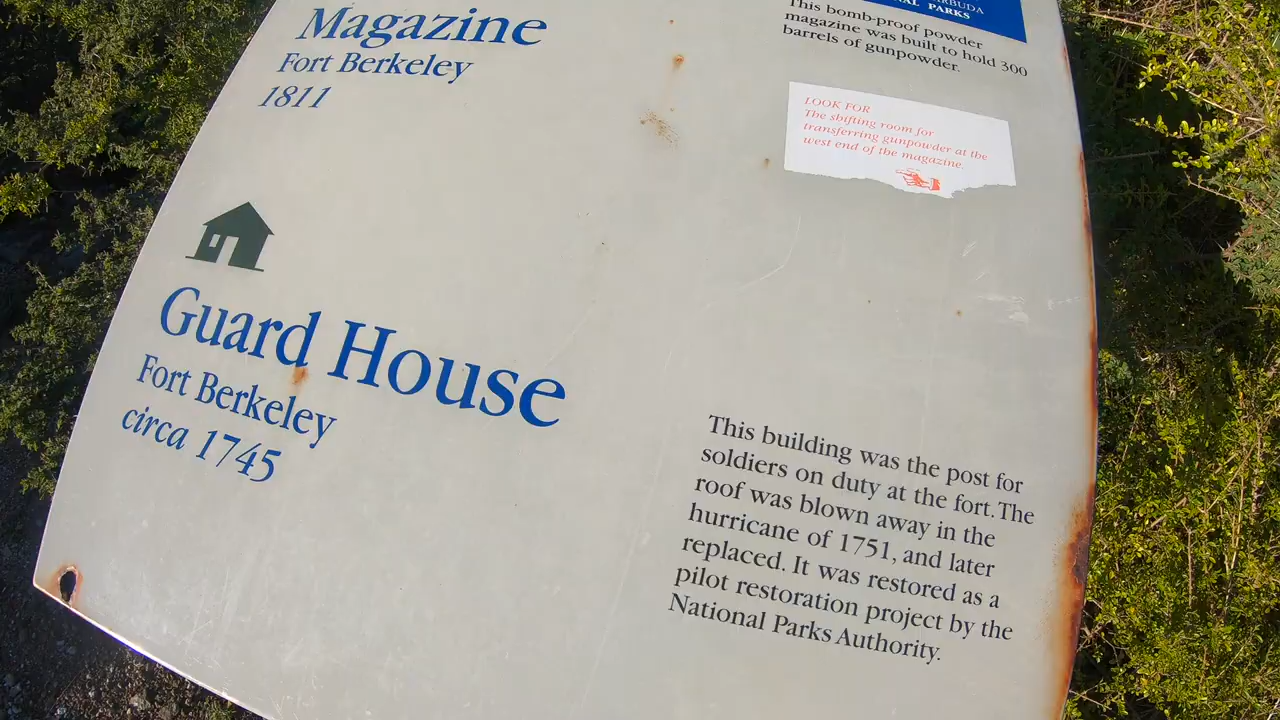 Magazine
Fort Berkeley
1811
PARKS
This bomb-proof powder
magazine was built to hold 300
barrels of gunpowder.
LOOK FOR
The shifting room for
transferring gunpowder at the
west end of the magazine.
Guard House
Fort Berkeley
circa 1745
This building was the post for
soldiers on duty at the fort. The
roof was blown away in the
hurricane of 1751, and later
replaced. It was restored as a
pilot restoration project by the
National Parks Authority.